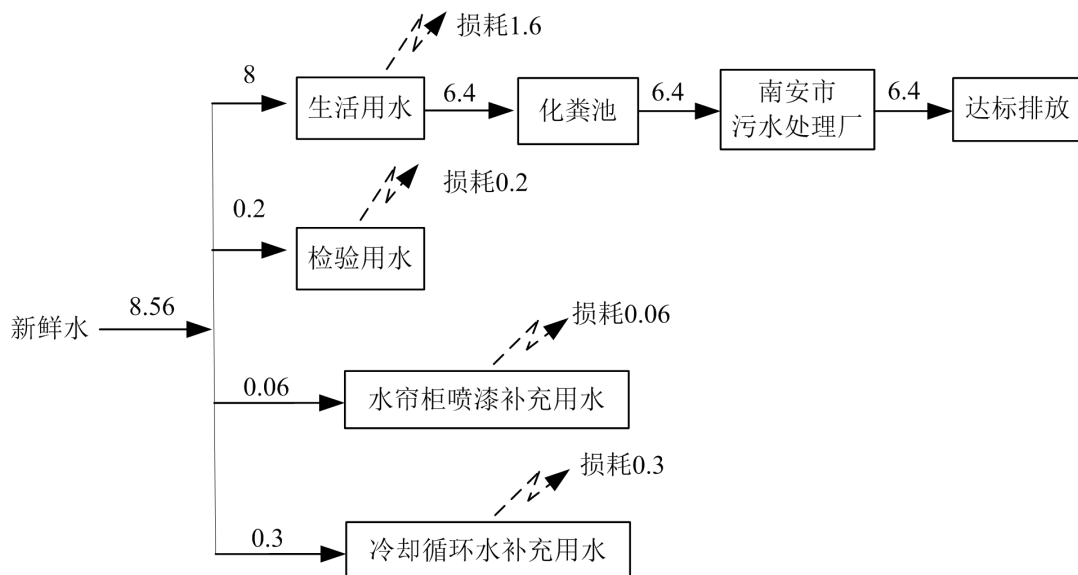 损耗1.6
8
生活用水
6.4
化粪池
6.4
南安市
污水处理厂
6.4
达标排放
损耗0.2
0.2
检验用水
新鲜水
8.56
损耗0.06
0.06
水帘柜喷漆补充用水
损耗0.3
0.3
冷却循环水补充用水